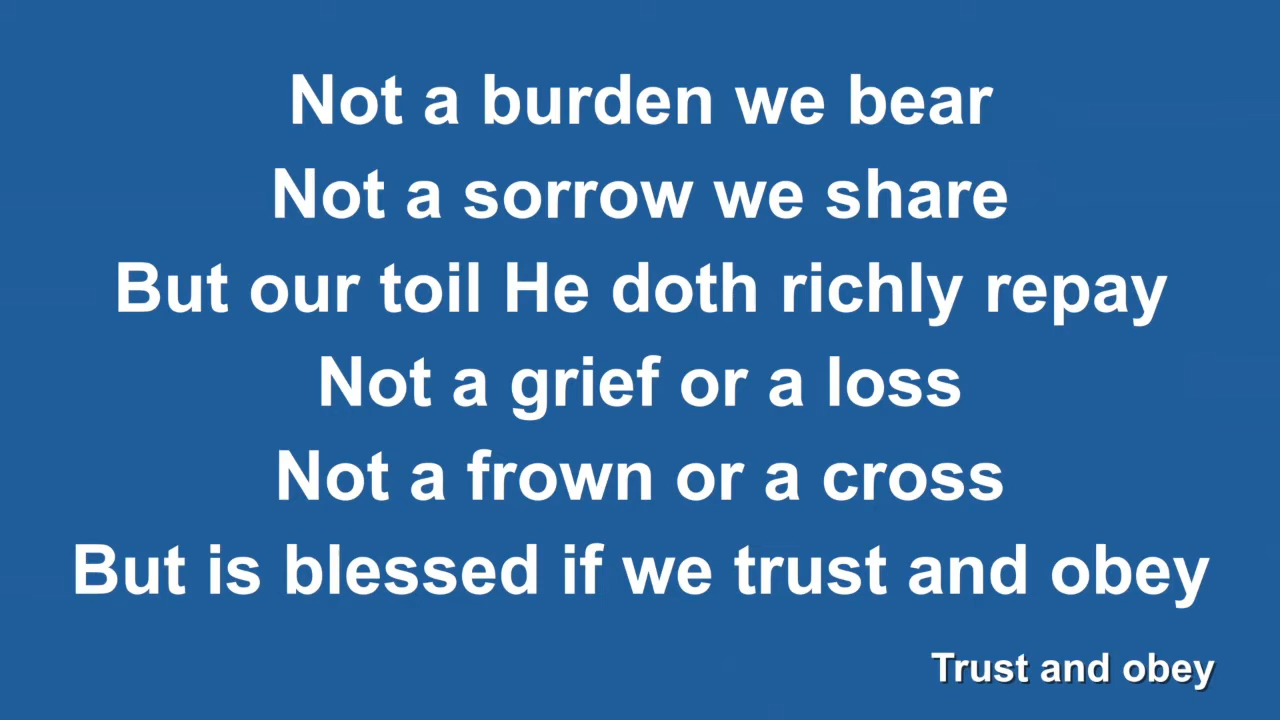 Not a burden we bear
Not a sorrow we share
But our toil He doth richly repay
Not a grief or a loss
Not a frown or a cross
But is blessed if we trust and obey
Trust and obey